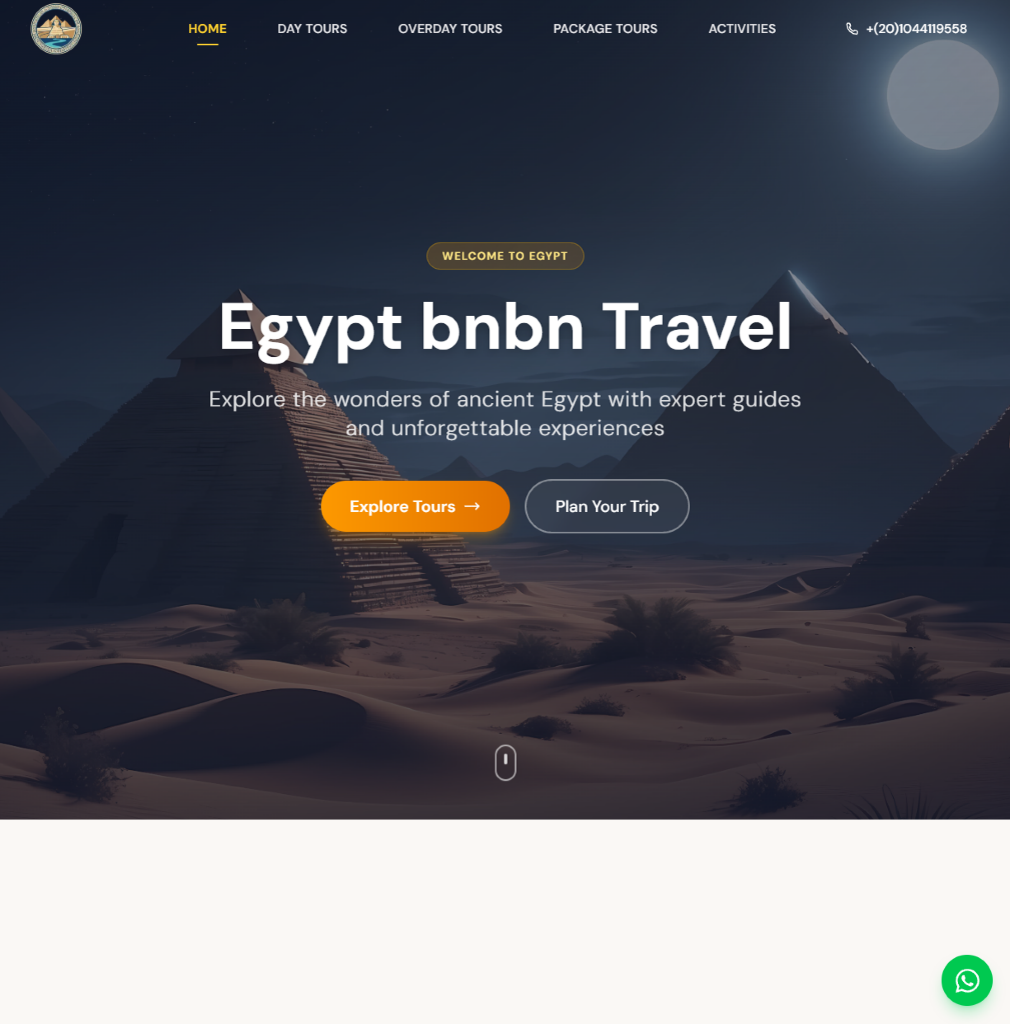 HOME
DAY TOURS
OVERDAY TOURS
PACKAGE TOURS
ACTIVITIES
+(20)1044119558
WELCOME TO EGYPT
Egypt bnbn Travel
Explore the wonders of ancient Egypt with expert guides
and unforgettable experiences
Explore Tours →
Plan Your Trip